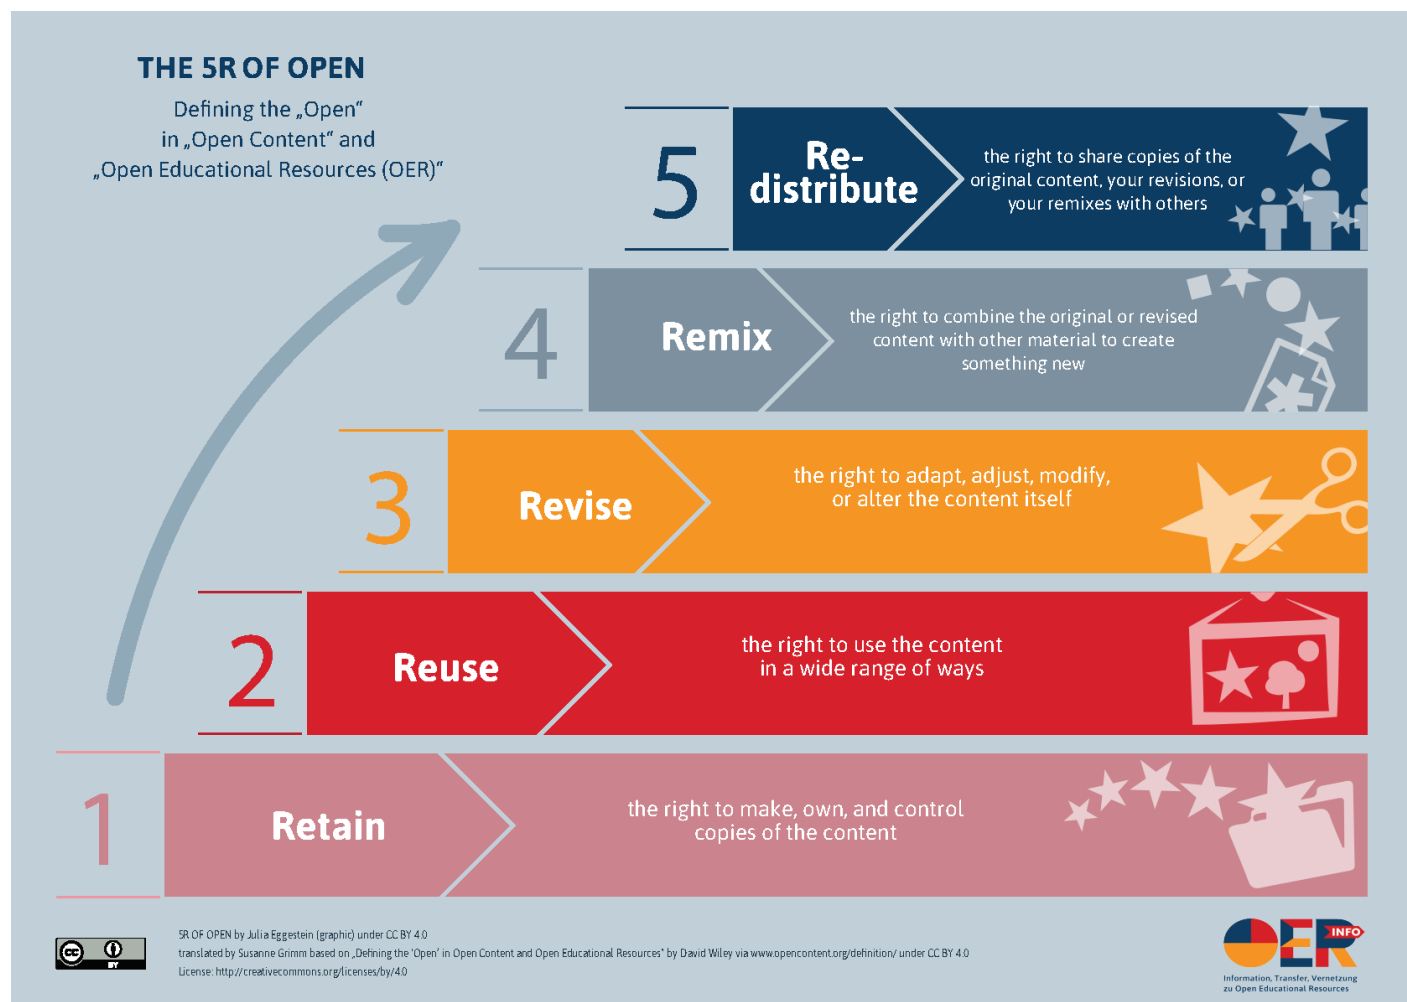 THE 5R OF OPEN
Defining the „Open“
in „Open Content“ and
„Open Educational Resources (OER)“
5
Re-
distribute
the right to share copies of the
original content, your revisions, or
your remixes with others
4
Remix
the right to combine the original or revised
content with other material to create
something new
3
Revise
the right to adapt, adjust, modify,
or alter the content itself
2
Reuse
the right to use the content
in a wide range of ways
1
Retain
the right to make, own, and control
copies of the content
cc
BY
5R OF OPEN by Julia Eggestein (graphic) under CC BY 4.0
translated by Susanne Grimm based on „Defining the 'Open' in Open Content and Open Educational Resources“ by David Wiley via www.opencontent.org/definition/ under CC BY 4.0
License: http://creativecommons.org/licenses/by/4.0
OER INFO
Information, Transfer, Vernetzung
zu Open Educational Resources